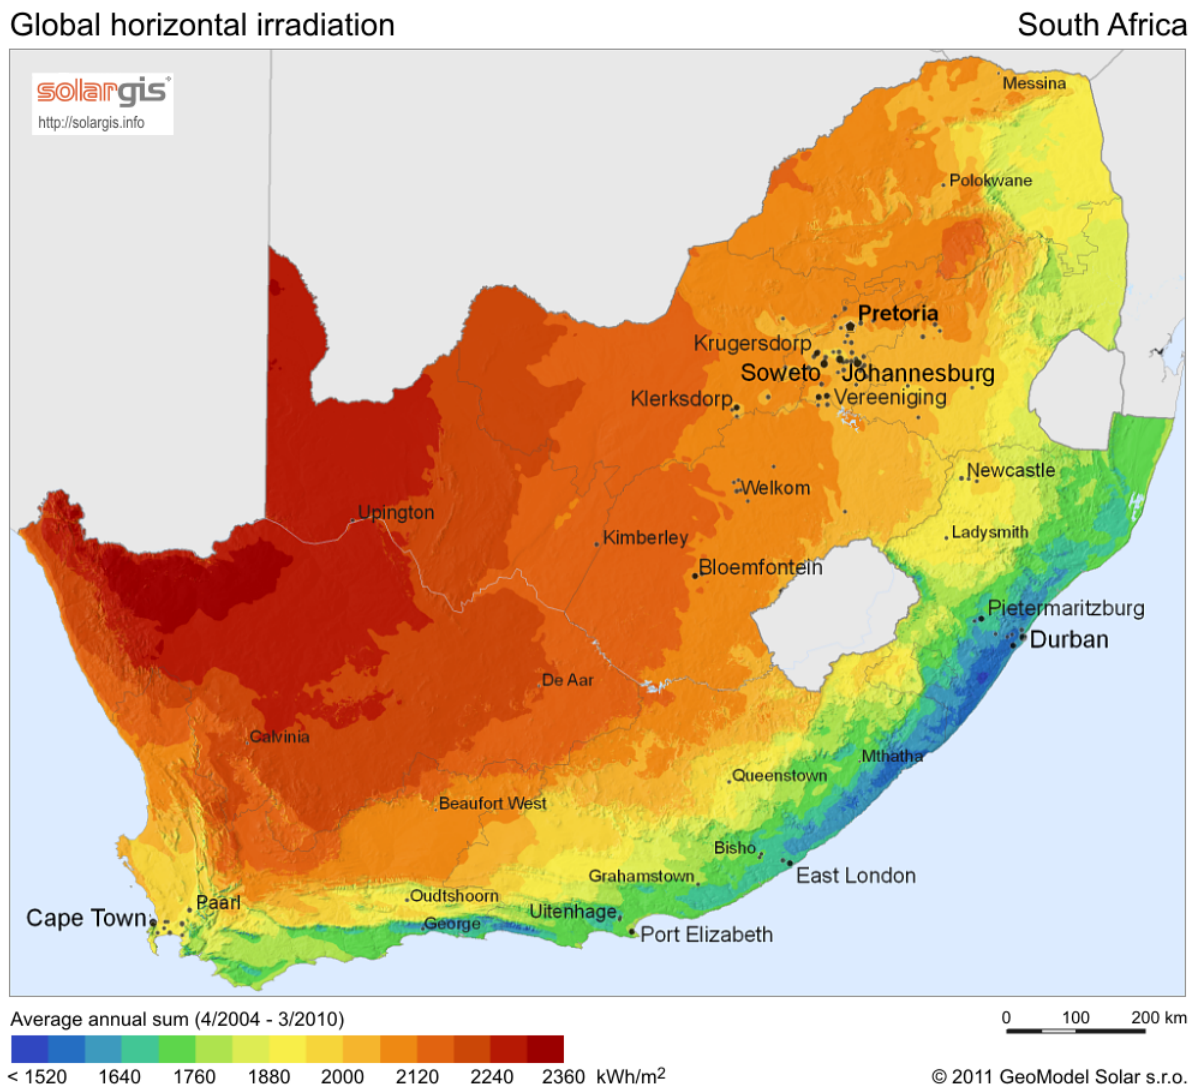 Global horizontal irradiation
South Africa
solargis
http://solargis.info
Messina
Polokwane
Pretoria
Krugersdorp
Soweto
Johannesburg
Klerksdorp
Vereeniging
Newcastle
Welkom
Upington
Ladysmith
Kimberley
Bloemfontein
Pietermaritzburg
Durban
De Aar
Calvinia
Mthatha
Queenstown
Beaufort West
Bisho
East London
Grahamstown
Oudtshoorn
Paarl
Uitenhage
Cape Town
George
Port Elizabeth
Average annual sum (4/2004 - 3/2010)
0 100 200 km
< 1520 1640 1760 1880 2000 2120 2240 2360 kWh/m²
© 2011 GeoModel Solar s.r.o.